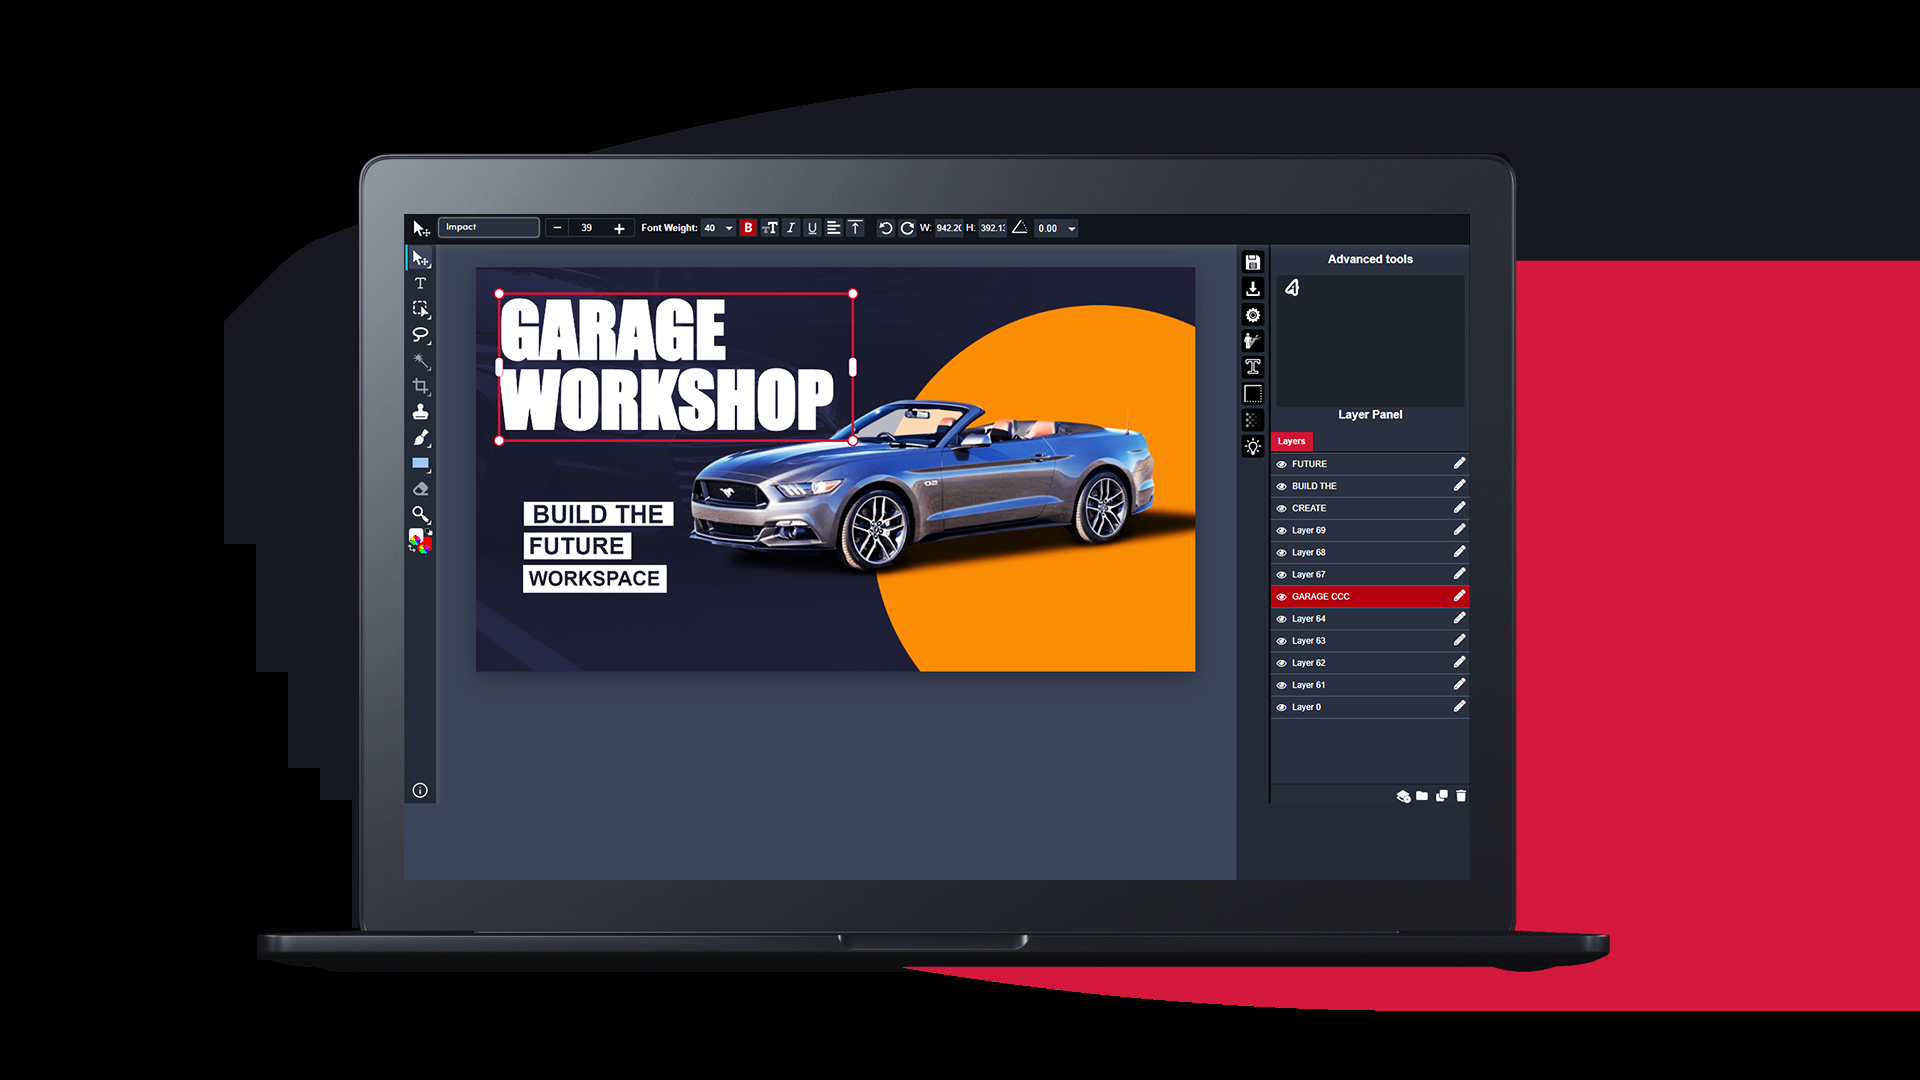 Impact
39
Font Weight: 40
B
T
I
U
W: 942.20 H: 392.13
0.00
Advanced tools
Layer Panel
Layers
FUTURE
BUILD THE
CREATE
Layer 69
Layer 68
Layer 67
GARAGE CCC
Layer 64
Layer 63
Layer 62
Layer 61
Layer 0
GARAGE
WORKSHOP
BUILD THE
FUTURE
WORKSPACE